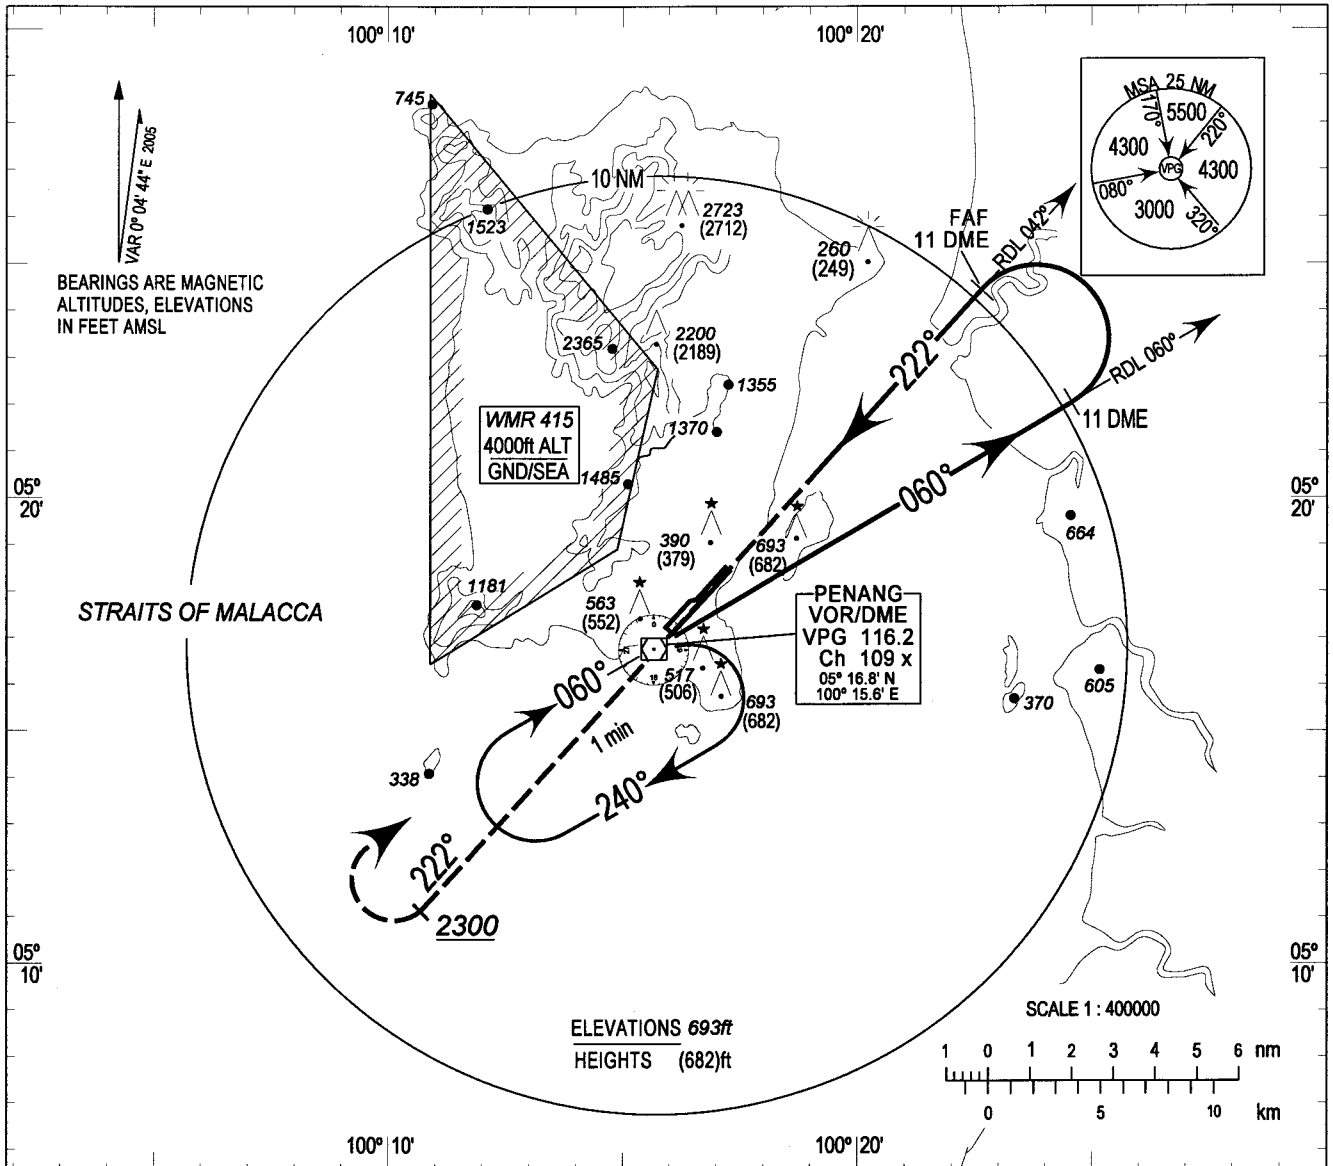 100° 10'
100° 20'
745
VAR 0° 04' 44" E 2005
BEARINGS ARE MAGNETIC
ALTITUDES, ELEVATIONS
IN FEET AMSL
MSA 25 NM
170°
5500
220°
4300
VPG
4300
080°
3000
320°
10 NM
1523
2723
(2712)
260
(249)
FAF
11 DME
RDL 042°
2365
2200
(2189)
222°
RDL 060°
1355
11 DME
WMR 415
4000ft ALT
GND/SEA
1370
1485
060°
05°
20'
05°
20'
390
(379)
693
(682)
664
1181
563
(552)
STRAITS OF MALACCA
PENANG
VOR/DME
VPG 116.2
Ch 109 x
05° 16.8' N
100° 15.6' E
060°
517
(506)
693
(682)
370
605
1 min
338
240°
222°
2300
05°
10'
05°
10'
ELEVATIONS 693ft
HEIGHTS (682)ft
SCALE 1 : 400000
1 0 1 2 3 4 5 6 nm
0 5 10 km
100° 10'
100° 20'